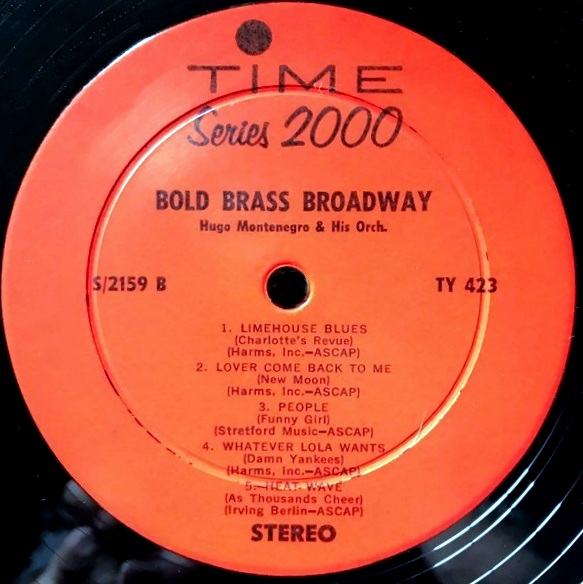 TiME
Series 2000
BOLD BRASS BROADWAY
Hugo Montenegro & His Orch.
S/2159 B TY 423
1. LIMEHOUSE BLUES
(Charlotte's Revue)
(Harms, Inc.—ASCAP)
2. LOVER COME BACK TO ME
(New Moon)
(Harms, Inc.—ASCAP)
3. PEOPLE
(Funny Girl)
(Stratford Music—ASCAP)
4. WHATEVER LOLA WANTS
(Damn Yankees)
(Harms, Inc.—ASCAP)
5. HEAT WAVE
(As Thousands Cheer)
(Irving Berlin—ASCAP)
STEREO